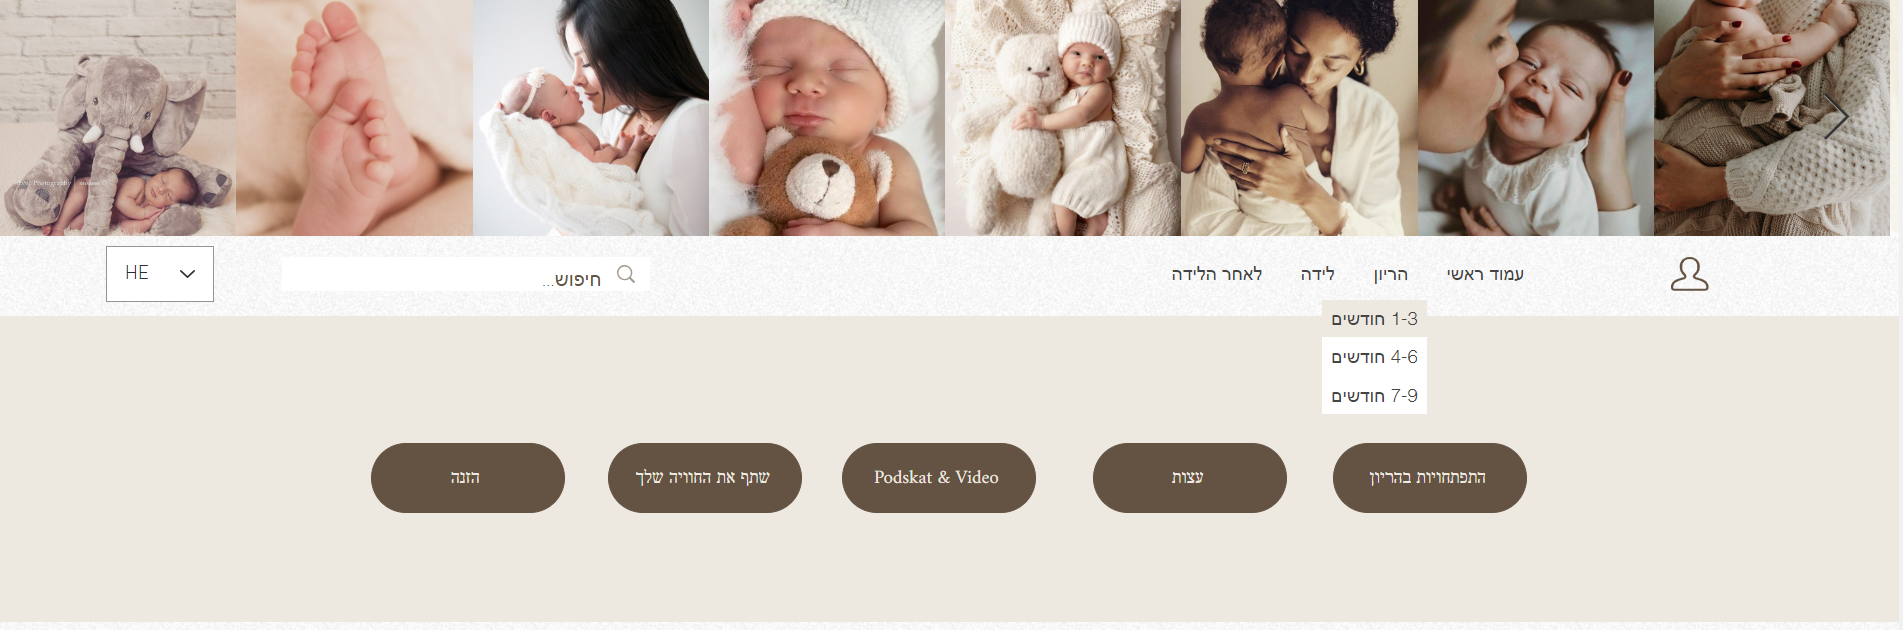 HE
חיפוש...
עמוד ראשי
הריון
לידה
לאחר הלידה
1-3 חודשים
4-6 חודשים
7-9 חודשים
התפתחויות בהריון
עצות
Podskat & Video
שתף את החוויה שלך
הזנה